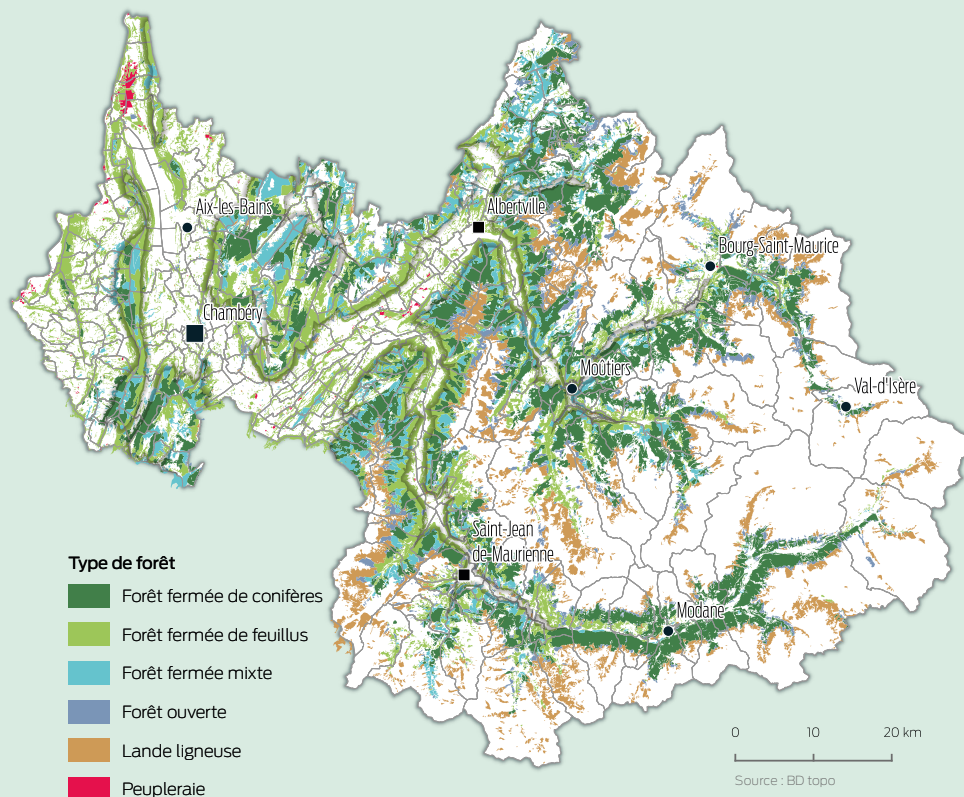 Aix-les-Bains
Albertville
Bourg-Saint-Maurice
Chambéry
Moûtiers
Val-d'Isère
Saint-Jean
de-Maurienne
Modane
Type de forêt
Forêt fermée de conifères
Forêt fermée de feuillus
Forêt fermée mixte
Forêt ouverte
Lande ligneuse
Peupleraie
0 10 20 km
Source : BD topo